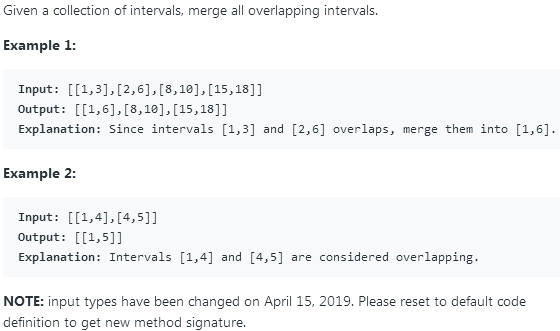 Given a collection of intervals, merge all overlapping intervals.
Example 1:
Input: [[1,3],[2,6],[8,10],[15,18]]
Output: [[1,6],[8,10],[15,18]]
Explanation: Since intervals [1,3] and [2,6] overlaps, merge them into [1,6].
Example 2:
Input: [[1,4],[4,5]]
Output: [[1,5]]
Explanation: Intervals [1,4] and [4,5] are considered overlapping.
NOTE: input types have been changed on April 15, 2019. Please reset to default code
definition to get new method signature.